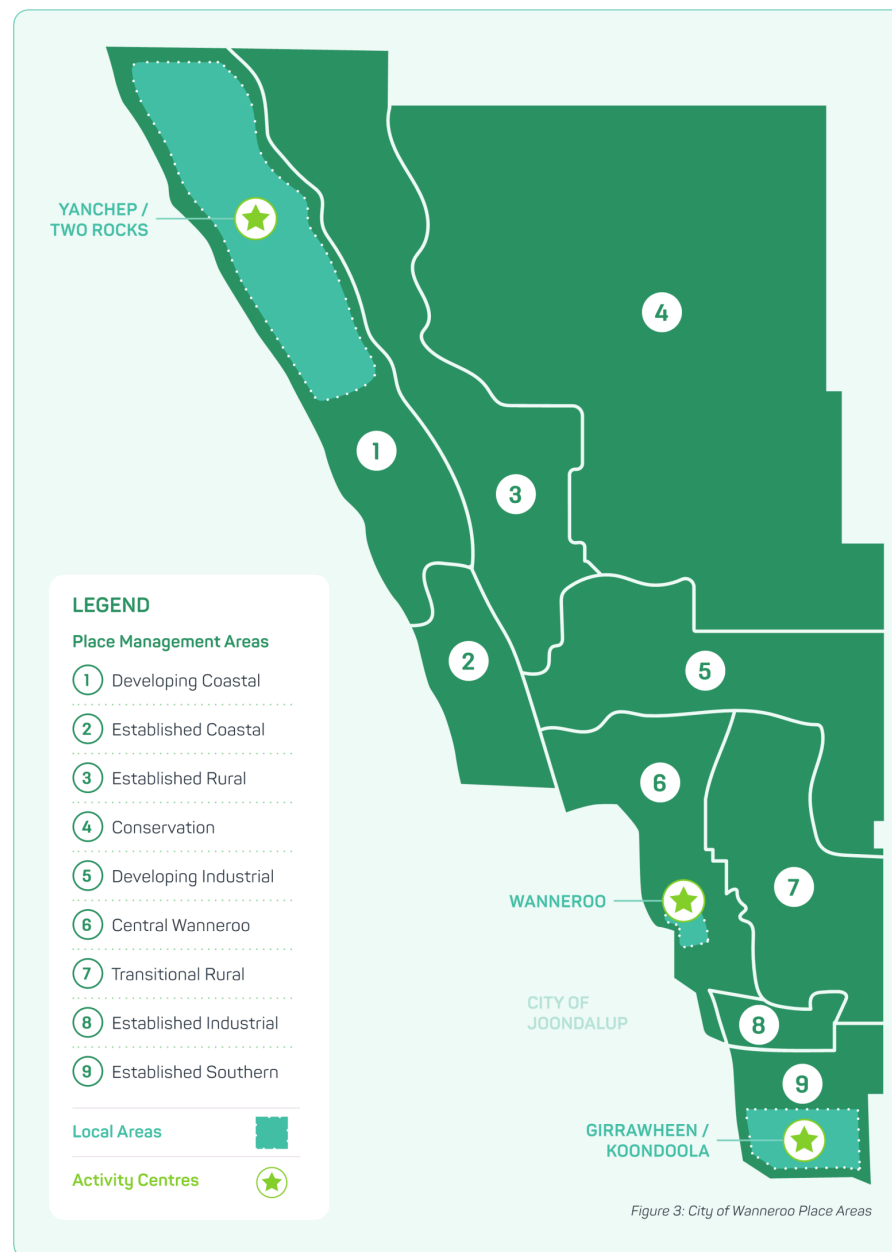 YANCHEP /
TWO ROCKS
4
1
3
2
5
6
7
WANNEROO
CITY OF
JOONDALUP
8
9
GIRRAWHEEN /
KOONDOOLA
LEGEND
Place Management Areas
1 Developing Coastal
2 Established Coastal
3 Established Rural
4 Conservation
5 Developing Industrial
6 Central Wanneroo
7 Transitional Rural
8 Established Industrial
9 Established Southern
Local Areas
Activity Centres
Figure 3: City of Wanneroo Place Areas